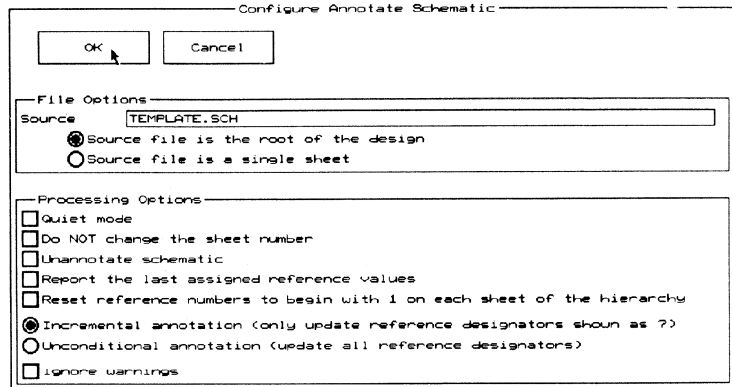 Configure Annotate Schematic
OK
Cancel
File Options
Source
TEMPLATE.SCH
Source file is the root of the design
Source file is a single sheet
Processing Options
Quiet mode
Do NOT change the sheet number
Unannotate schematic
Report the last assigned reference values
Reset reference numbers to begin with 1 on each sheet of the hierarchy
Incremental annotation (only update reference designators shown as ?)
Unconditional annotation (update all reference designators)
Ignore warnings